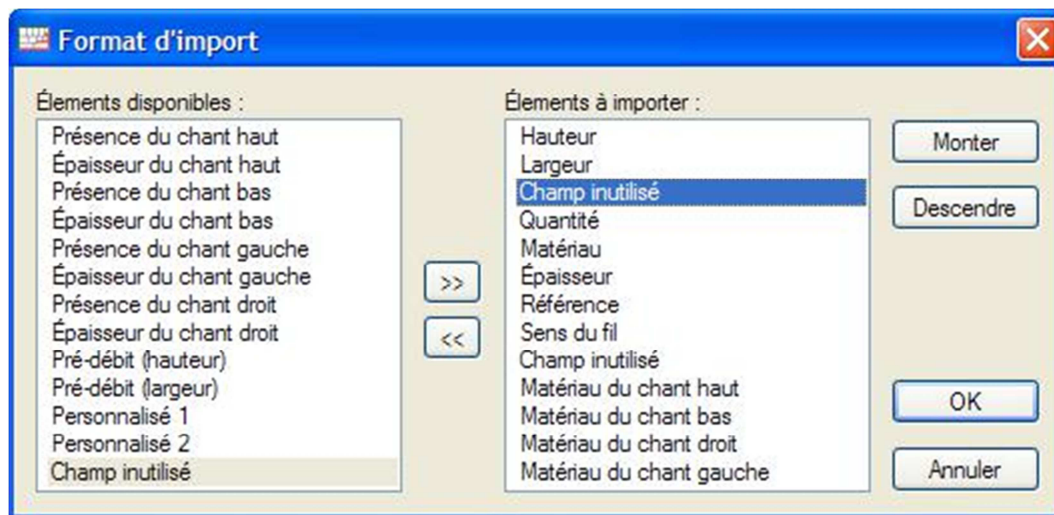 Format d'import
Élements disponibles :
Présence du chant haut
Épaisseur du chant haut
Présence du chant bas
Épaisseur du chant bas
Présence du chant gauche
Épaisseur du chant gauche
Présence du chant droit
Épaisseur du chant droit
Pré-débit (hauteur)
Pré-débit (largeur)
Personnalisé 1
Personnalisé 2
Champ inutilisé
>>
<<
Élements à importer :
Hauteur
Largeur
Champ inutilisé
Quantité
Matériau
Épaisseur
Référence
Sens du fil
Champ inutilisé
Matériau du chant haut
Matériau du chant bas
Matériau du chant droit
Matériau du chant gauche
Monter
Descendre
OK
Annuler